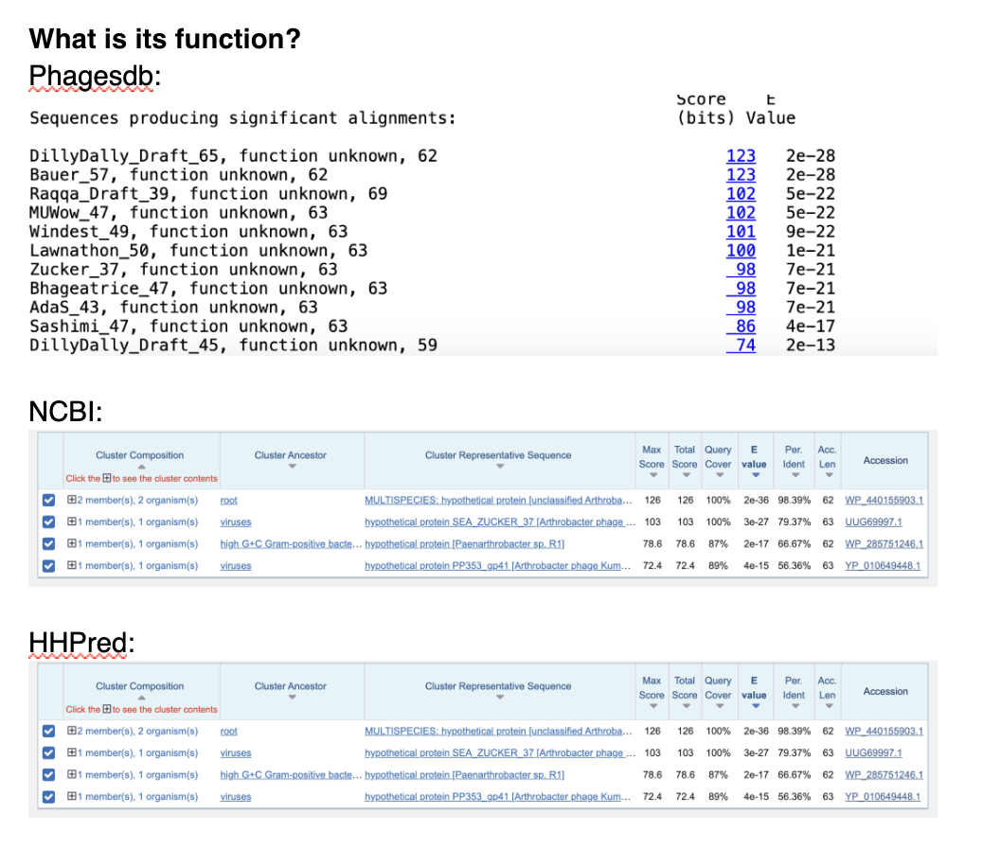 What is its function?
Phagesdb:
Score E
Sequences producing significant alignments: (bits) Value
DillyDally_Draft_65, function unknown, 62 123 2e-28
Bauer_57, function unknown, 62 123 2e-28
Raqqa_Draft_39, function unknown, 69 102 5e-22
MUWow_47, function unknown, 63 102 5e-22
Windest_49, function unknown, 63 101 9e-22
Lawnathon_50, function unknown, 63 100 1e-21
Zucker_37, function unknown, 63 98 7e-21
Bhageatrice_47, function unknown, 63 98 7e-21
AdaS_43, function unknown, 63 98 7e-21
Sashimi_47, function unknown, 63 86 4e-17
DillyDally_Draft_45, function unknown, 59 74 2e-13
NCBI:
Cluster Composition Cluster Ancestor Cluster Representative Sequence Max Score Total Score Query Cover E value Per. Ident Acc. Len Accession
Click the to see the cluster contents
2 member(s), 2 organism(s) root MULTISPECIES: hypothetical protein [unclassified Arthroba... 126 126 100% 2e-36 98.39% 62 WP_440155903.1
1 member(s), 1 organism(s) viruses hypothetical protein SEA_ZUCKER_37 [Arthrobacter phage ... 103 103 100% 3e-27 79.37% 63 UUG69997.1
1 member(s), 1 organism(s) high G+C Gram-positive bacte... hypothetical protein [Paenarthrobacter sp. R1] 78.6 78.6 87% 2e-17 66.67% 62 WP_285751246.1
1 member(s), 1 organism(s) viruses hypothetical protein PP353_gp41 [Arthrobacter phage Kum... 72.4 72.4 89% 4e-15 56.36% 63 YP_010649448.1
HHPred:
Cluster Composition Cluster Ancestor Cluster Representative Sequence Max Score Total Score Query Cover E value Per. Ident Acc. Len Accession
Click the to see the cluster contents
2 member(s), 2 organism(s) root MULTISPECIES: hypothetical protein [unclassified Arthroba... 126 126 100% 2e-36 98.39% 62 WP_440155903.1
1 member(s), 1 organism(s) viruses hypothetical protein SEA_ZUCKER_37 [Arthrobacter phage ... 103 103 100% 3e-27 79.37% 63 UUG69997.1
1 member(s), 1 organism(s) high G+C Gram-positive bacte... hypothetical protein [Paenarthrobacter sp. R1] 78.6 78.6 87% 2e-17 66.67% 62 WP_285751246.1
1 member(s), 1 organism(s) viruses hypothetical protein PP353_gp41 [Arthrobacter phage Kum... 72.4 72.4 89% 4e-15 56.36% 63 YP_010649448.1